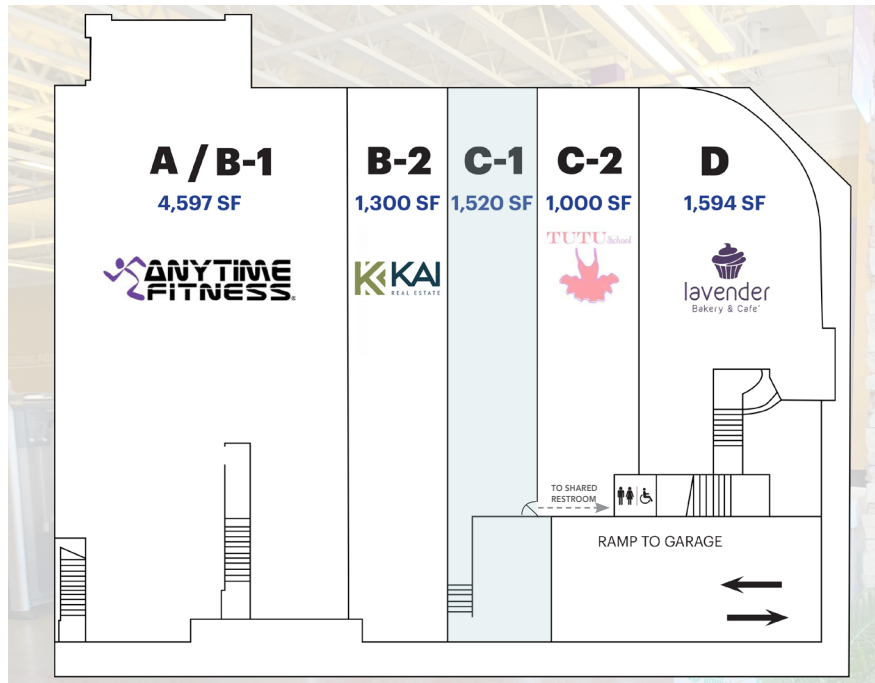 A / B-1
4,597 SF
ANYTIME
FITNESS®
B-2
1,300 SF
KAI
REAL ESTATE
C-1
1,520 SF
C-2
1,000 SF
TUTU School
D
1,594 SF
lavender
Bakery & Cafe
TO SHARED
RESTROOM
RAMP TO GARAGE